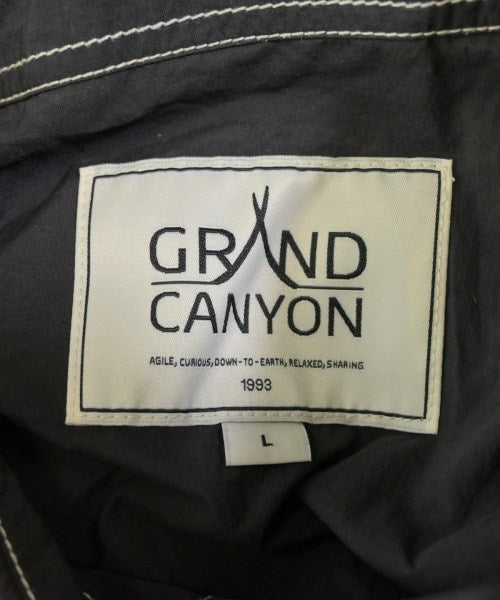 GRAND
CANYON
AGILE, CURIOUS, DOWN-TO-EARTH, RELAXED, SHARING
1993
L